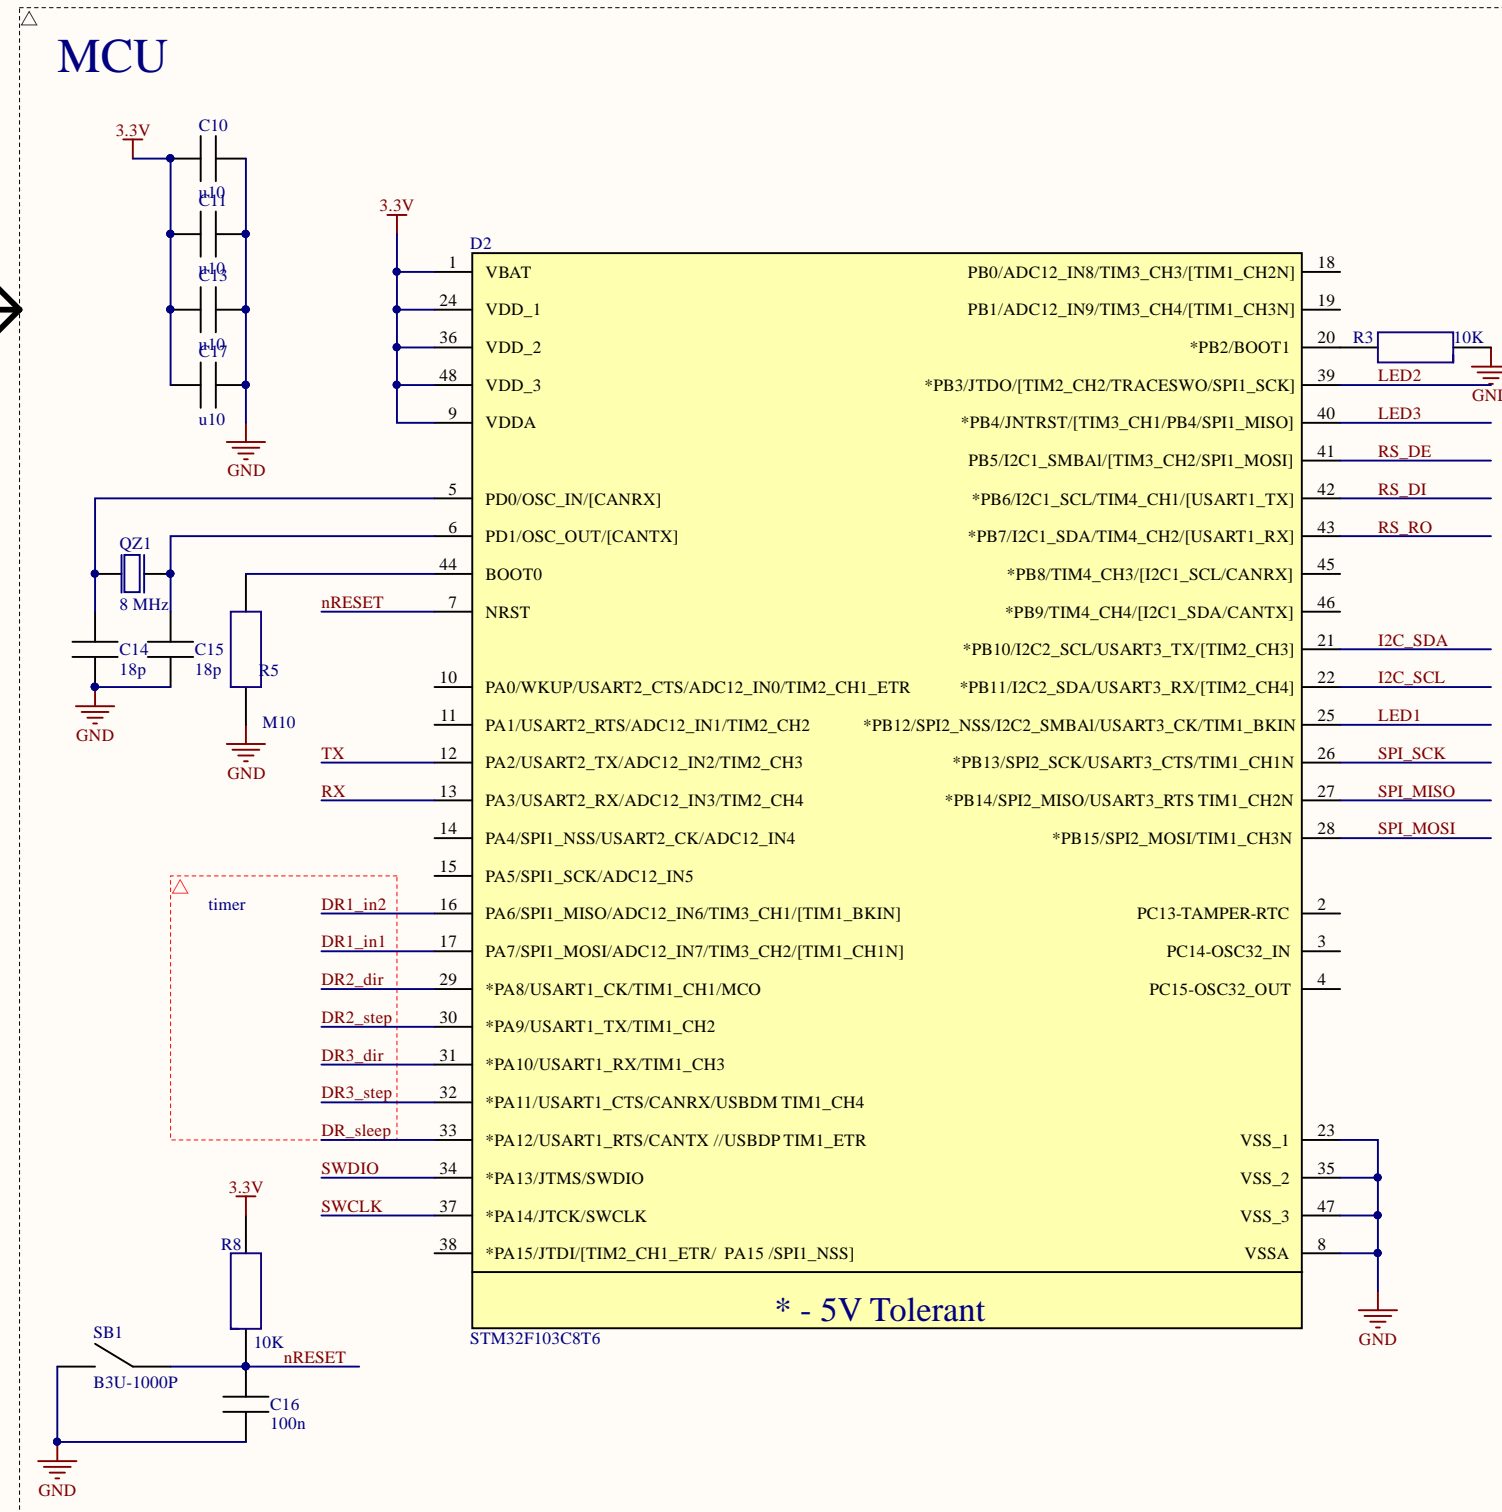 MCU
3.3V
C10
u10
C11
u10
C13
u10
C17
u10
GND
3.3V
D2
1 VBAT
24 VDD_1
36 VDD_2
48 VDD_3
9 VDDA
5 PD0/OSC_IN/[CANRX]
6 PD1/OSC_OUT/[CANTX]
44 BOOT0
nRESET 7 NRST
QZ1
8 MHz
C14
18p
C15
18p
R5
M10
GND
GND
10 PA0/WKUP/USART2_CTS/ADC12_IN0/TIM2_CH1_ETR
11 PA1/USART2_RTS/ADC12_IN1/TIM2_CH2
TX 12 PA2/USART2_TX/ADC12_IN2/TIM2_CH3
RX 13 PA3/USART2_RX/ADC12_IN3/TIM2_CH4
14 PA4/SPI1_NSS/USART2_CK/ADC12_IN4
15 PA5/SPI1_SCK/ADC12_IN5
timer
DR1_in2 16 PA6/SPI1_MISO/ADC12_IN6/TIM3_CH1/[TIM1_BKIN]
DR1_in1 17 PA7/SPI1_MOSI/ADC12_IN7/TIM3_CH2/[TIM1_CH1N]
DR2_dir 29 *PA8/USART1_CK/TIM1_CH1/MCO
DR2_step 30 *PA9/USART1_TX/TIM1_CH2
DR3_dir 31 *PA10/USART1_RX/TIM1_CH3
DR3_step 32 *PA11/USART1_CTS/CANRX/USBDM TIM1_CH4
DR_sleep 33 *PA12/USART1_RTS/CANTX //USBDP TIM1_ETR
SWDIO 34 *PA13/JTMS/SWDIO
SWCLK 37 *PA14/JTCK/SWCLK
38 *PA15/JTDI/[TIM2_CH1_ETR/ PA15 /SPI1_NSS]
PB0/ADC12_IN8/TIM3_CH3/[TIM1_CH2N] 18
PB1/ADC12_IN9/TIM3_CH4/[TIM1_CH3N] 19
*PB2/BOOT1 20 R3 10K
GND
*PB3/JTDO/[TIM2_CH2/TRACESWO/SPI1_SCK] 39 LED2
*PB4/JNTRST/[TIM3_CH1/PB4/SPI1_MISO] 40 LED3
PB5/I2C1_SMBAl/[TIM3_CH2/SPI1_MOSI] 41 RS_DE
*PB6/I2C1_SCL/TIM4_CH1/[USART1_TX] 42 RS_DI
*PB7/I2C1_SDA/TIM4_CH2/[USART1_RX] 43 RS_RO
*PB8/TIM4_CH3/[I2C1_SCL/CANRX] 45
*PB9/TIM4_CH4/[I2C1_SDA/CANTX] 46
*PB10/I2C2_SCL/USART3_TX/[TIM2_CH3] 21 I2C_SDA
*PB11/I2C2_SDA/USART3_RX/[TIM2_CH4] 22 I2C_SCL
*PB12/SPI2_NSS/I2C2_SMBAl/USART3_CK/TIM1_BKIN 25 LED1
*PB13/SPI2_SCK/USART3_CTS/TIM1_CH1N 26 SPI_SCK
*PB14/SPI2_MISO/USART3_RTS TIM1_CH2N 27 SPI_MISO
*PB15/SPI2_MOSI/TIM1_CH3N 28 SPI_MOSI
PC13-TAMPER-RTC 2
PC14-OSC32_IN 3
PC15-OSC32_OUT 4
VSS_1 23
VSS_2 35
VSS_3 47
VSSA 8
GND
* - 5V Tolerant
STM32F103C8T6
3.3V
R8
10K
SB1
B3U-1000P
nRESET
C16
100n
GND